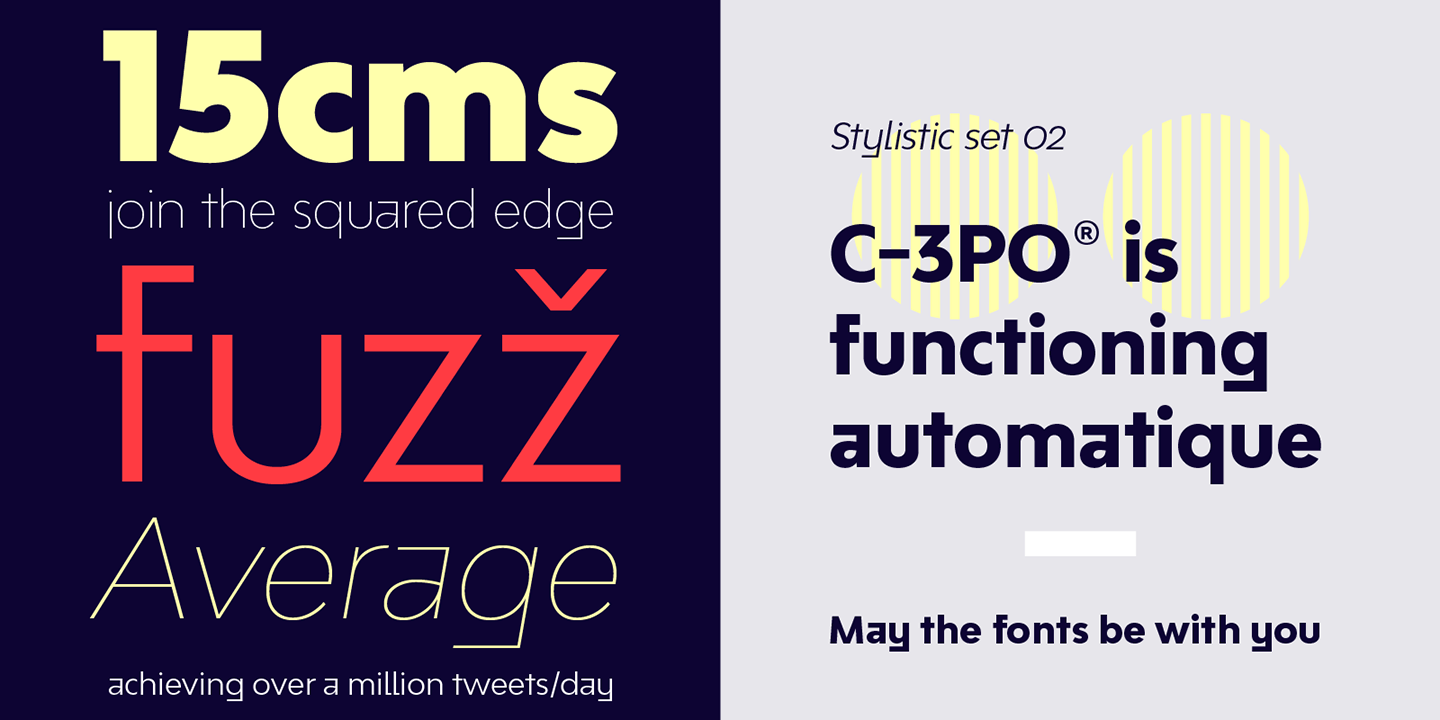 15cms
join the squared edge
fuzž
Average
achieving over a million tweets/day
Stylistic set 02
C-3PO® is
functioning
automatique
May the fonts be with you